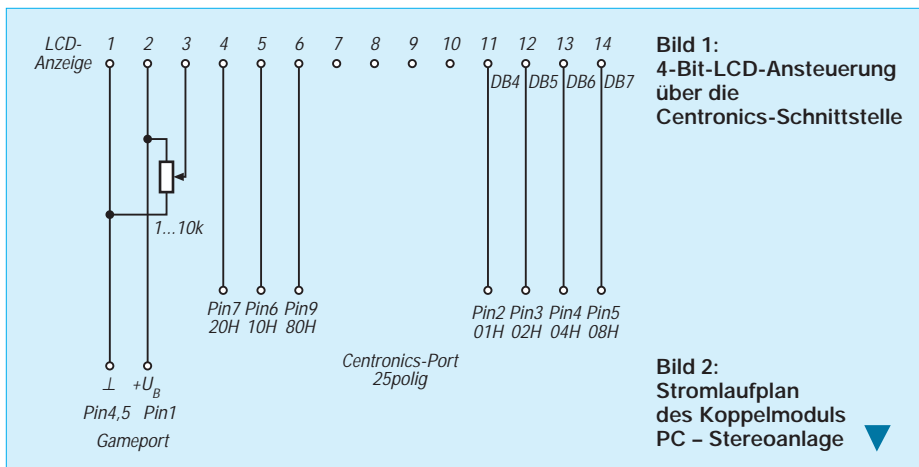 LCD-
Anzeige
1 2 3 4 5 6 7 8 9 10 11 12 13 14
DB4 DB5 DB6 DB7
1...10k
Pin7 Pin6 Pin9
20H 10H 80H
Pin2 Pin3 Pin4 Pin5
01H 02H 04H 08H
Centronics-Port
25polig
⊥ +U_B
Pin4,5 Pin1
Gameport
Bild 1:
4-Bit-LCD-Ansteuerung
über die
Centronics-Schnittstelle
Bild 2:
Stromlaufplan
des Koppelmoduls
PC – Stereoanlage